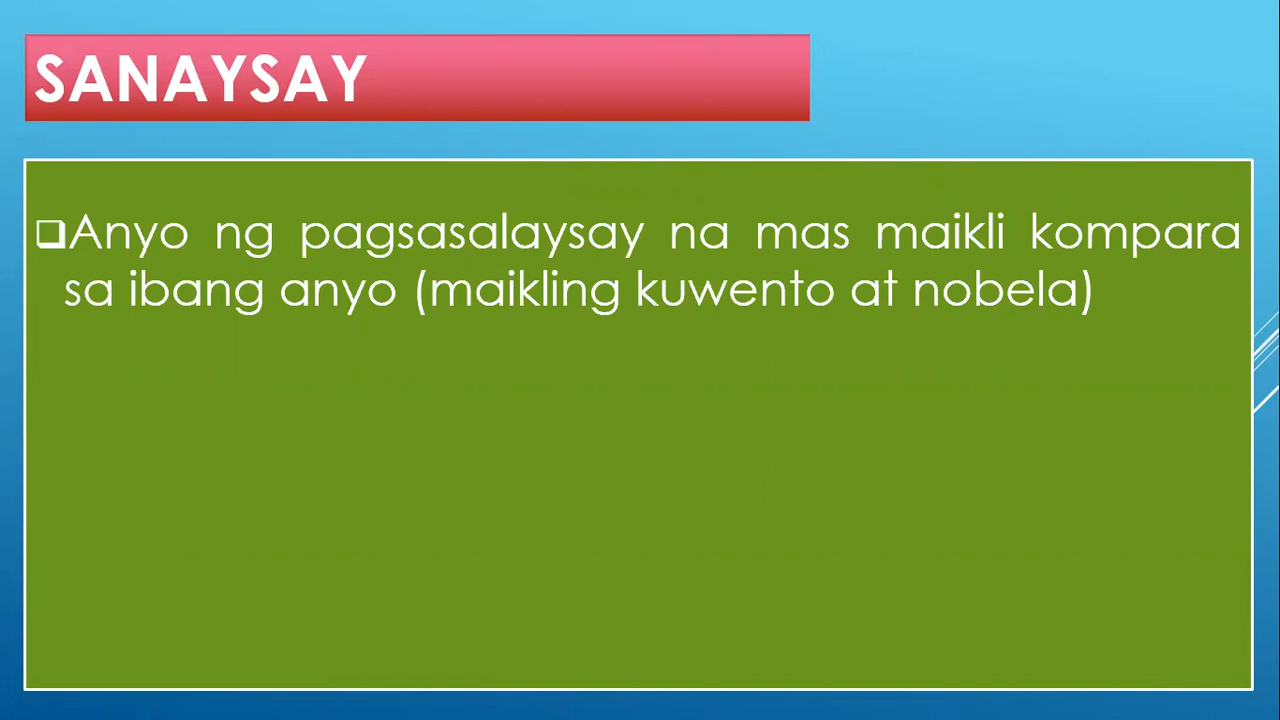 SANAYSAY
❑Anyo ng pagsasalaysay na mas maikli kompara
sa ibang anyo (maikling kuwento at nobela)